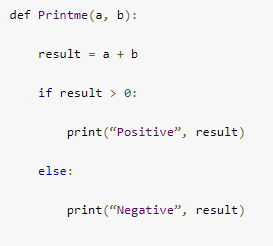 def Printme(a, b):
    result = a + b
    if result > 0:
        print(“Positive”, result)
    else:
        print(“Negative”, result)